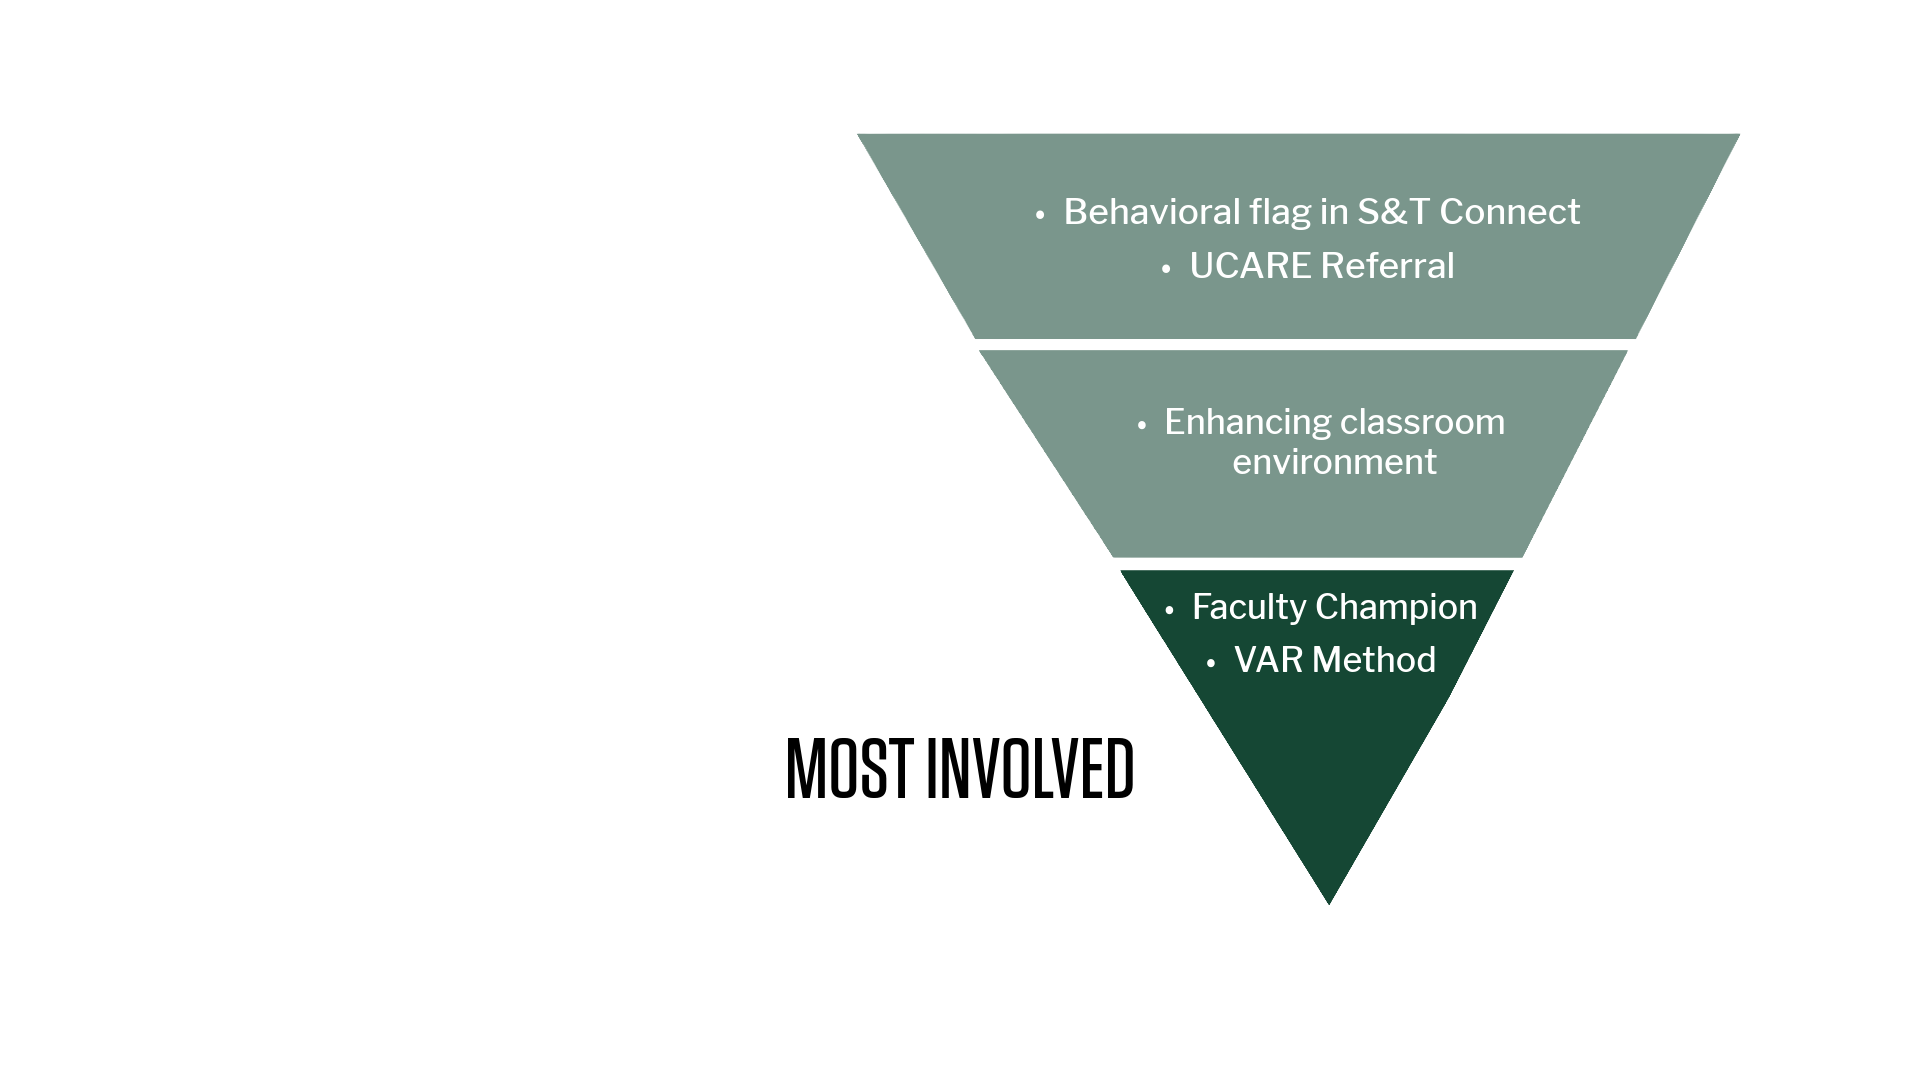 • Behavioral flag in S&T Connect
• UCARE Referral
• Enhancing classroom
environment
• Faculty Champion
• VAR Method
MOST INVOLVED